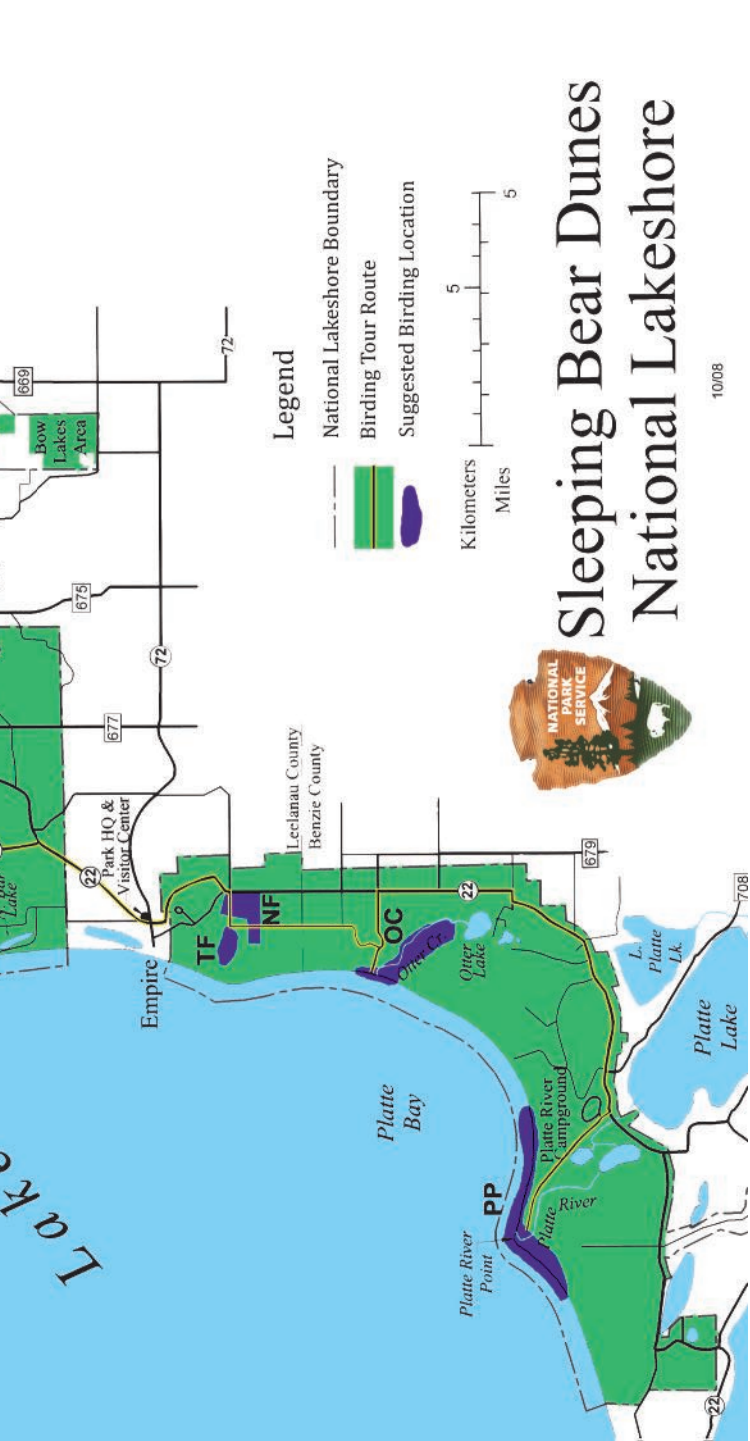 Sleeping Bear Dunes
National Lakeshore
10/08
NATIONAL
PARK
SERVICE
Legend
National Lakeshore Boundary
Birding Tour Route
Suggested Birding Location
Kilometers
5
Miles
5
Lake
Lake
22
Park HQ &
Visitor Center
Empire
677
72
675
669
Bow
Lakes
Area
72
TF
NF
Leelanau County
Benzie County
OC
Otter Cr.
Otter
Lake
22
679
Platte
Bay
L.
Platte
Lk.
708
Platte
Lake
Platte River
Campground
PP
Platte River
Platte River
Point
22